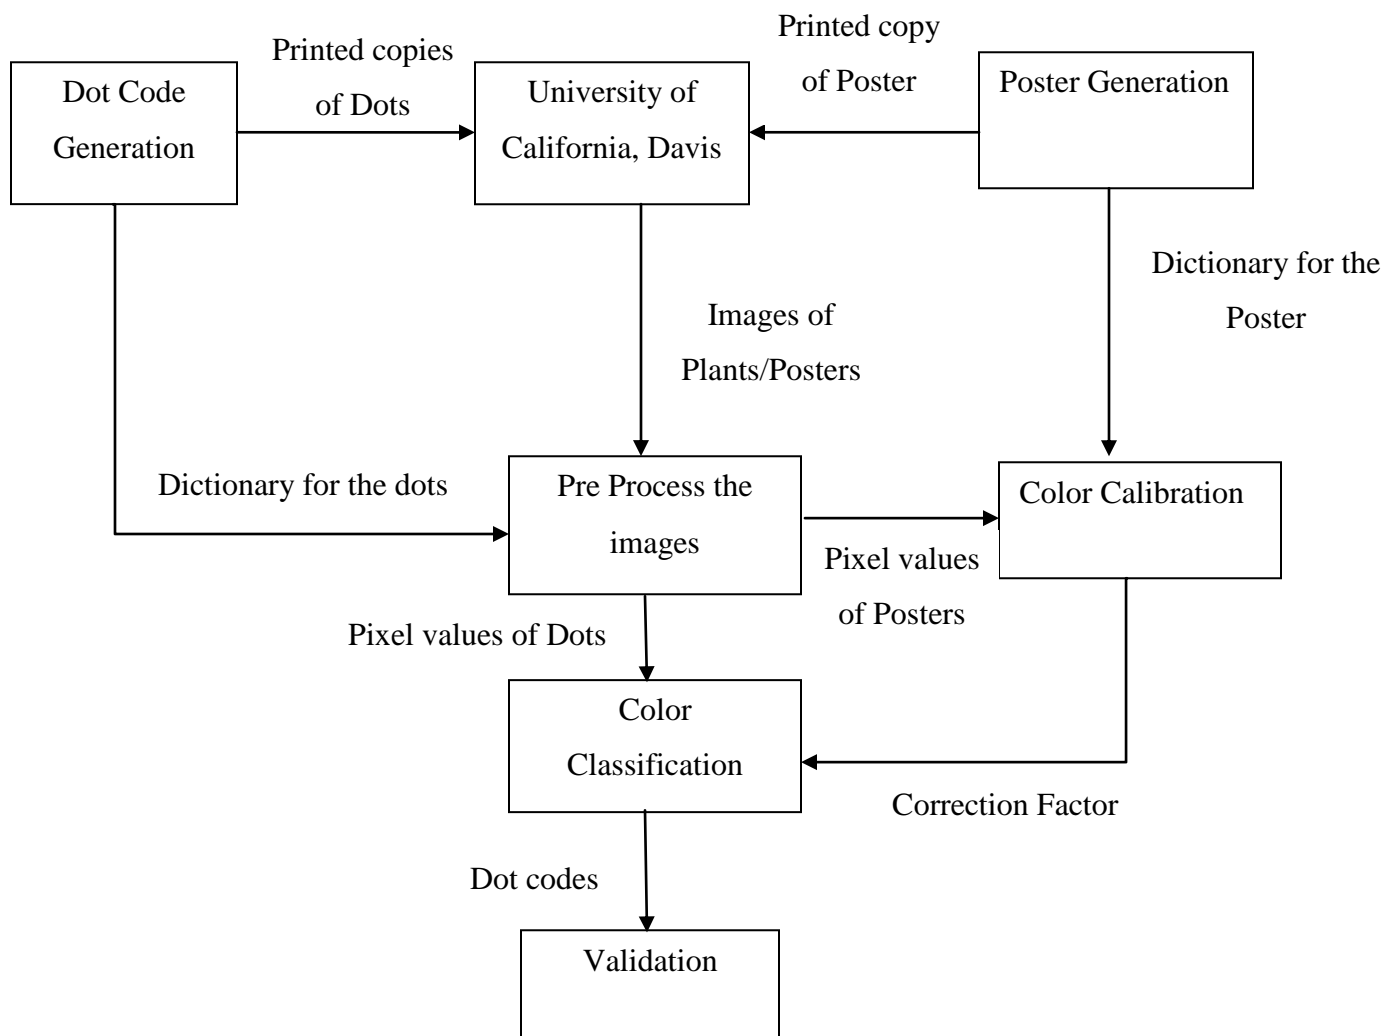 Printed copies
of Dots
Printed copy
of Poster
Dot Code
Generation
University of
California, Davis
Poster Generation
Dictionary for the
Poster
Images of
Plants/Posters
Dictionary for the dots
Pre Process the
images
Color Calibration
Pixel values
of Posters
Pixel values of Dots
Color
Classification
Correction Factor
Dot codes
Validation